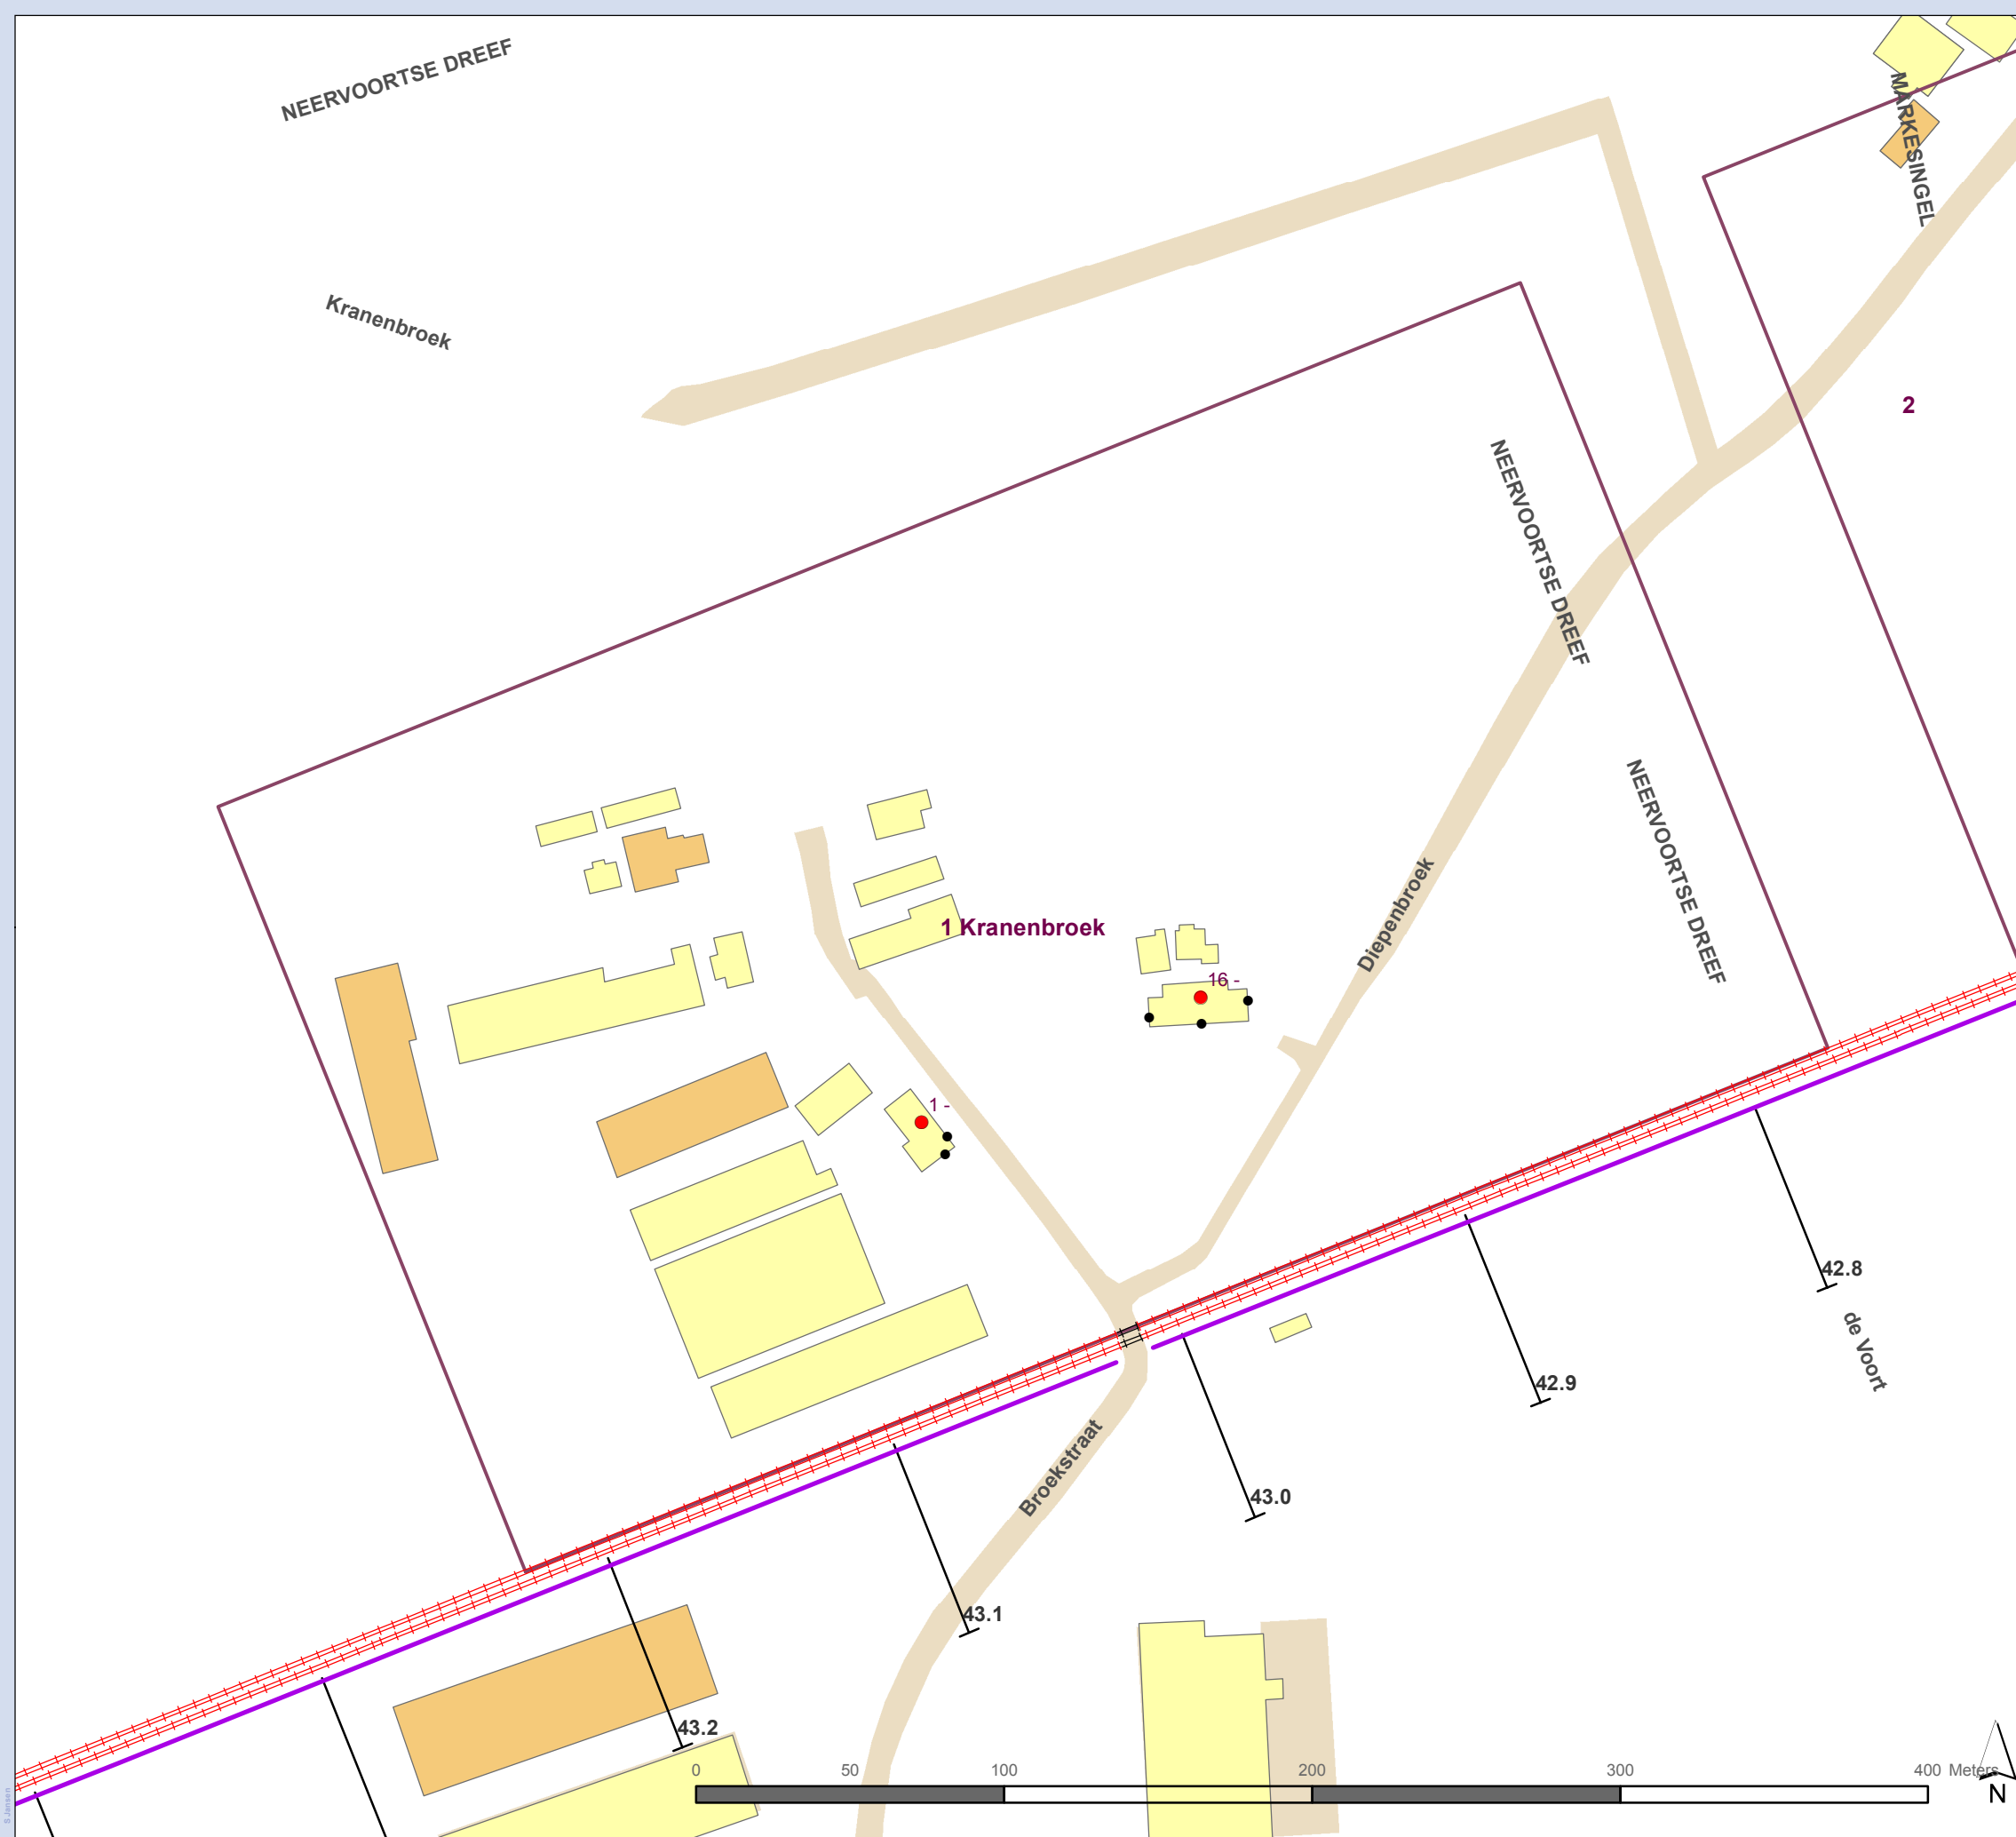 NEERVOORTSE DREEF
MARKESINGEL
Kranenbroek
2
NEERVOORTSE DREEF
NEERVOORTSE DREEF
Diepenbroek
1 Kranenbroek
16 -
1 -
42.8
de Voort
42.9
Broekstraat
43.0
43.1
43.2
0 50 100 200 300 400 Meters
N
S Jansen